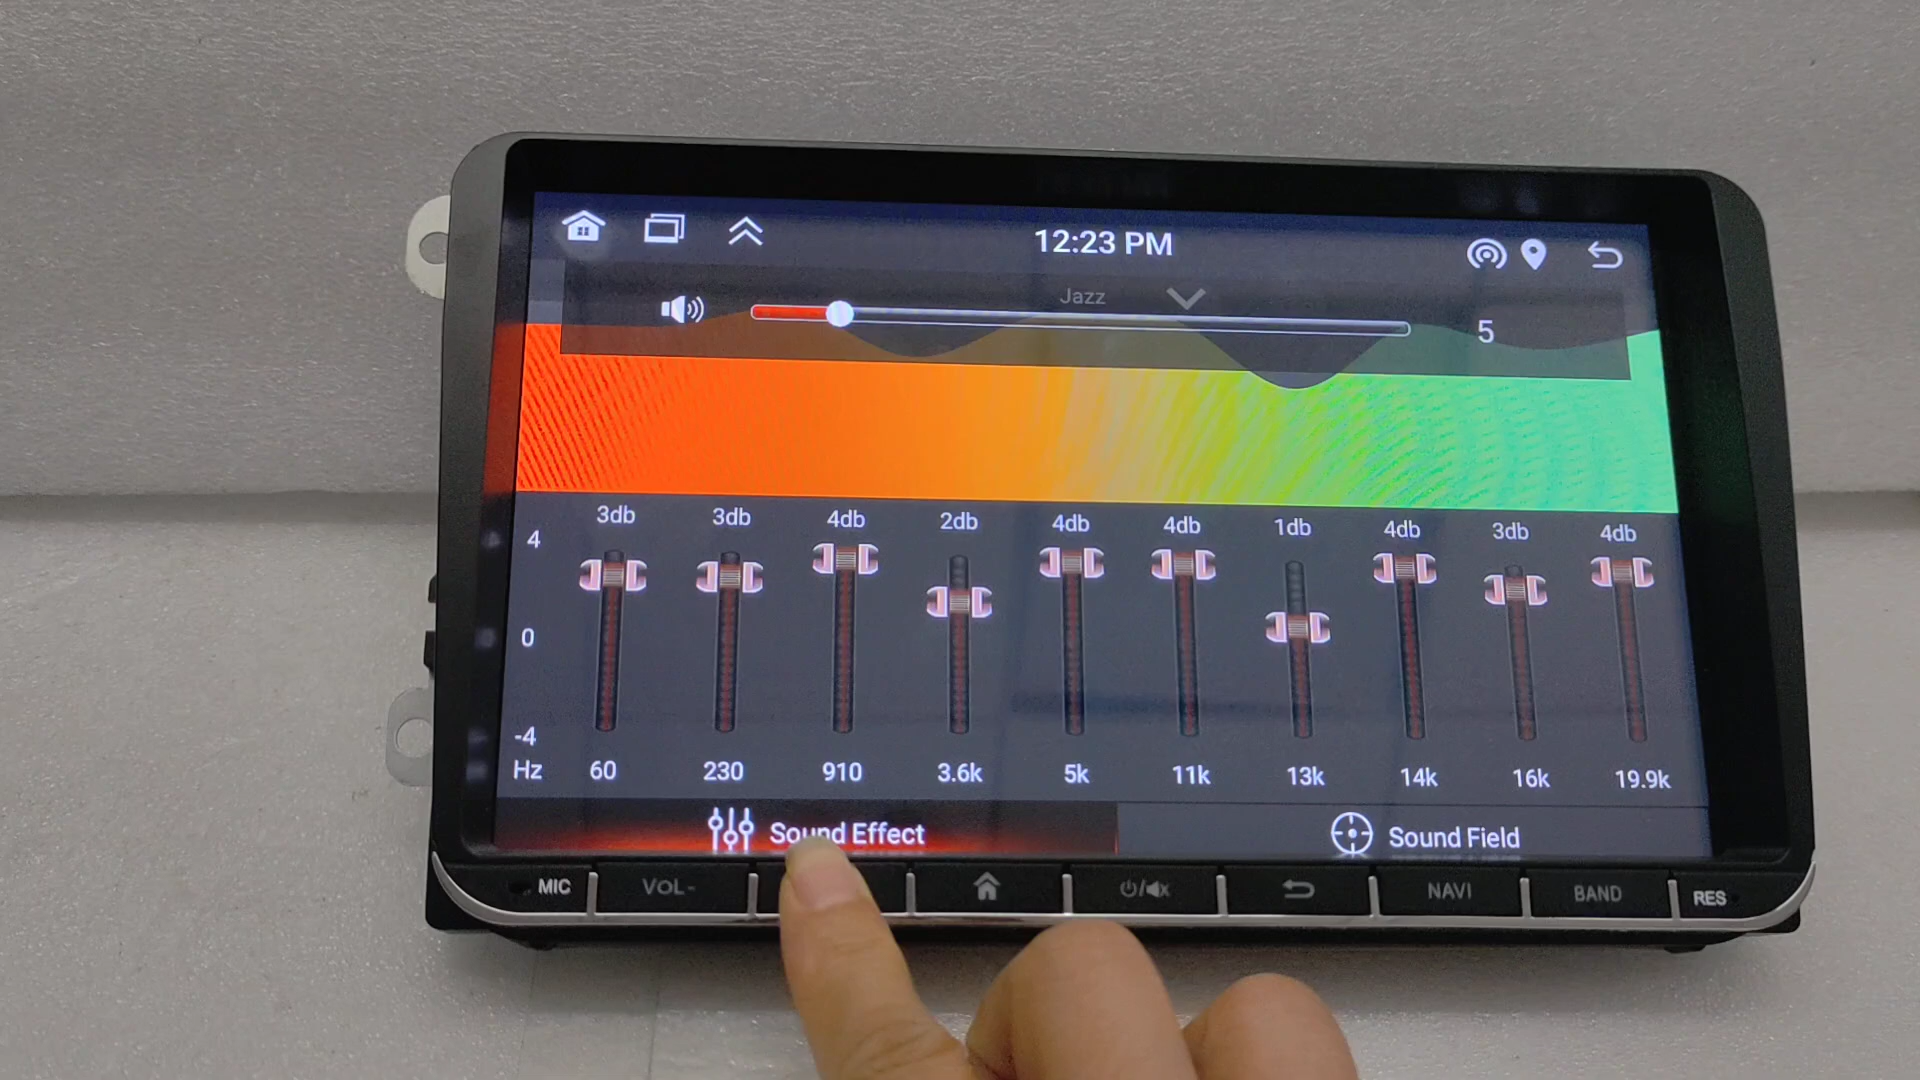 12:23 PM
Jazz
5
3db 3db 4db 2db 4db 4db 1db 4db 3db 4db
4
0
-4
Hz 60 230 910 3.6k 5k 11k 13k 14k 16k 19.9k
Sound Effect Sound Field
MIC VOL- NAVI BAND RES